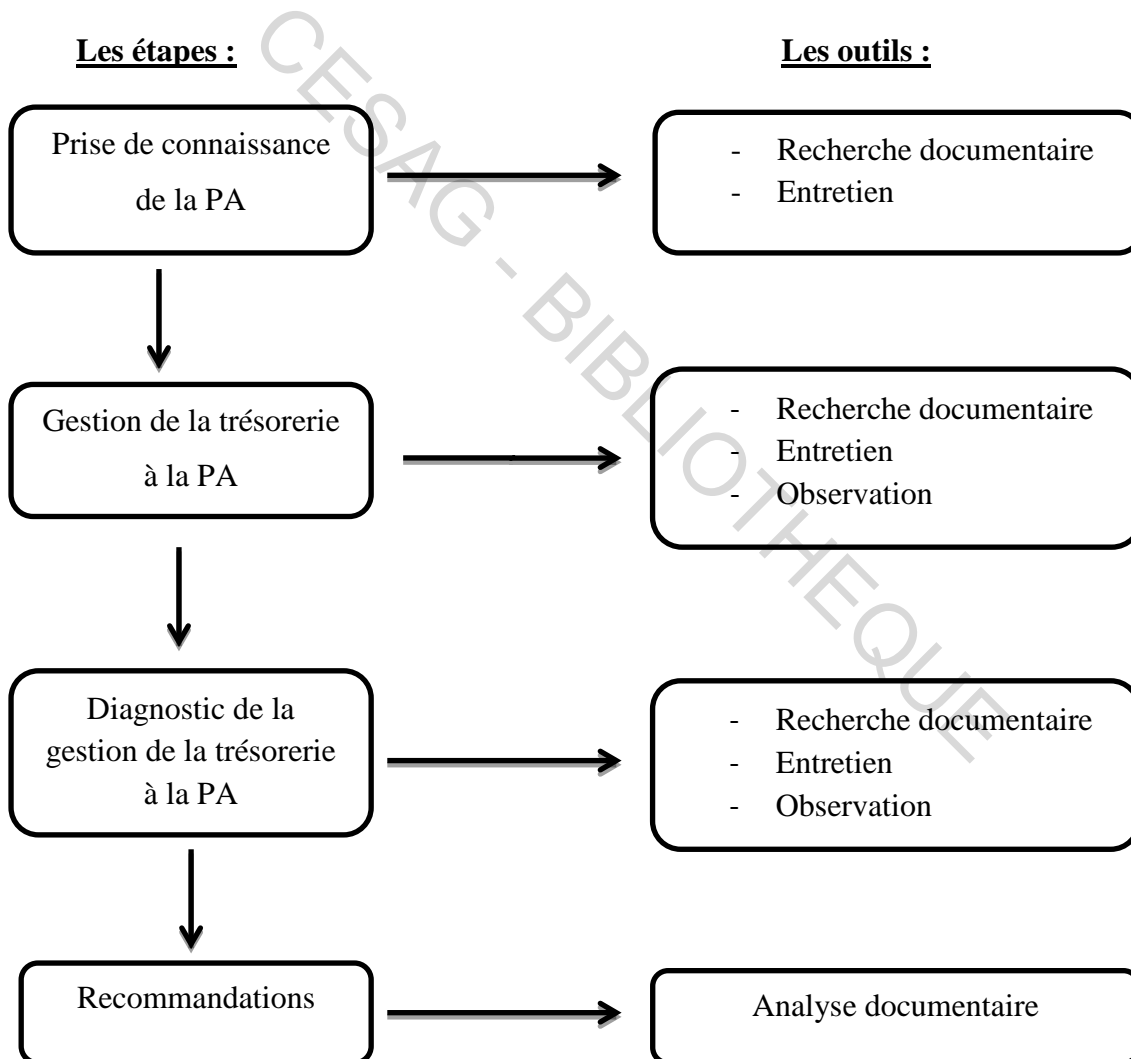 Les étapes :
Les outils :
Prise de connaissance
de la PA
- Recherche documentaire
- Entretien
Gestion de la trésorerie
à la PA
- Recherche documentaire
- Entretien
- Observation
Diagnostic de la
gestion de la trésorerie
à la PA
- Recherche documentaire
- Entretien
- Observation
Recommandations
Analyse documentaire
CESAG - BIBLIOTHEQUE